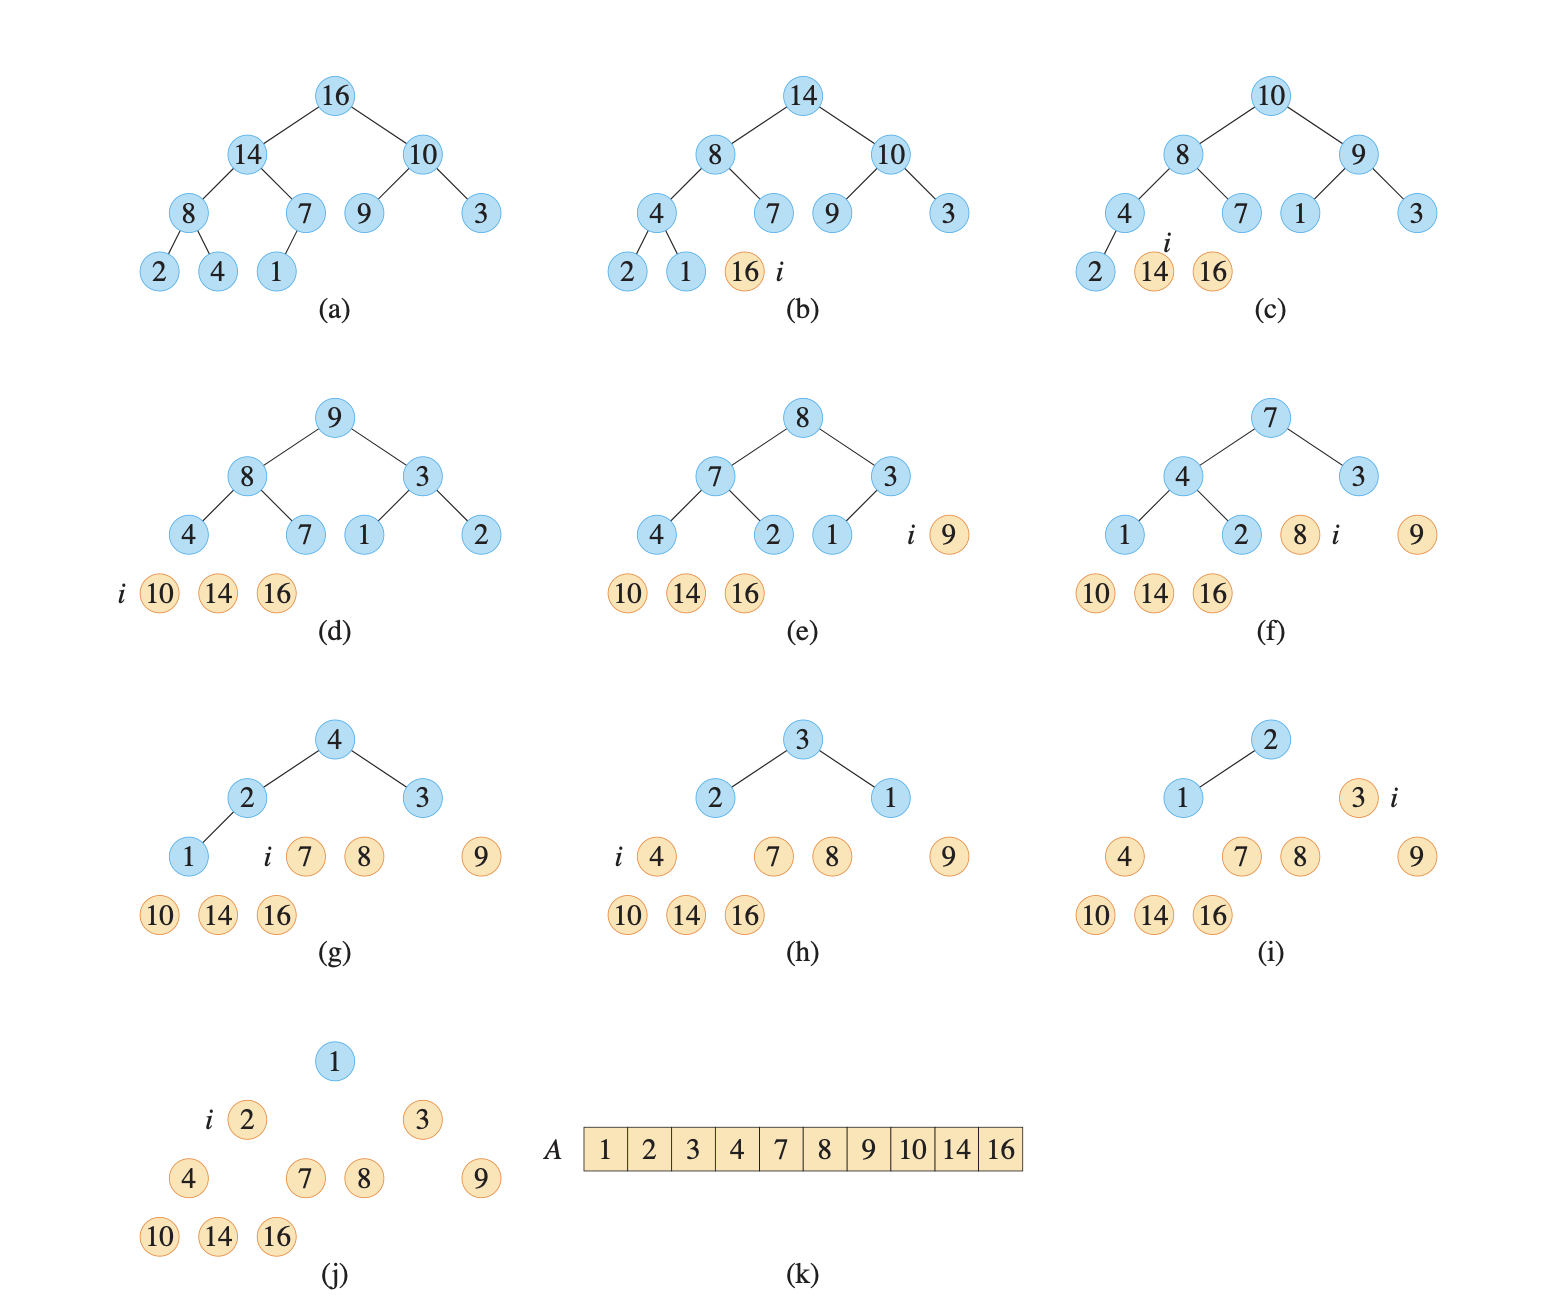 16 14 10
14 10 8 10 8 9
8 7 9 3 4 7 9 3 4 7 1 3
i
2 4 1 2 1 16 i 2 14 16
(a) (b) (c)
9 8 7
8 3 7 3 4 3
4 7 1 2 4 2 1 i 9 1 2 8 i 9
i 10 14 16 10 14 16 10 14 16
(d) (e) (f)
4 3 2
2 3 2 1 1 3 i
1 i 7 8 9 i 4 7 8 9 4 7 8 9
10 14 16 10 14 16 10 14 16
(g) (h) (i)
1
i 2 3
A 1 2 3 4 7 8 9 10 14 16
4 7 8 9
10 14 16
(j) (k)